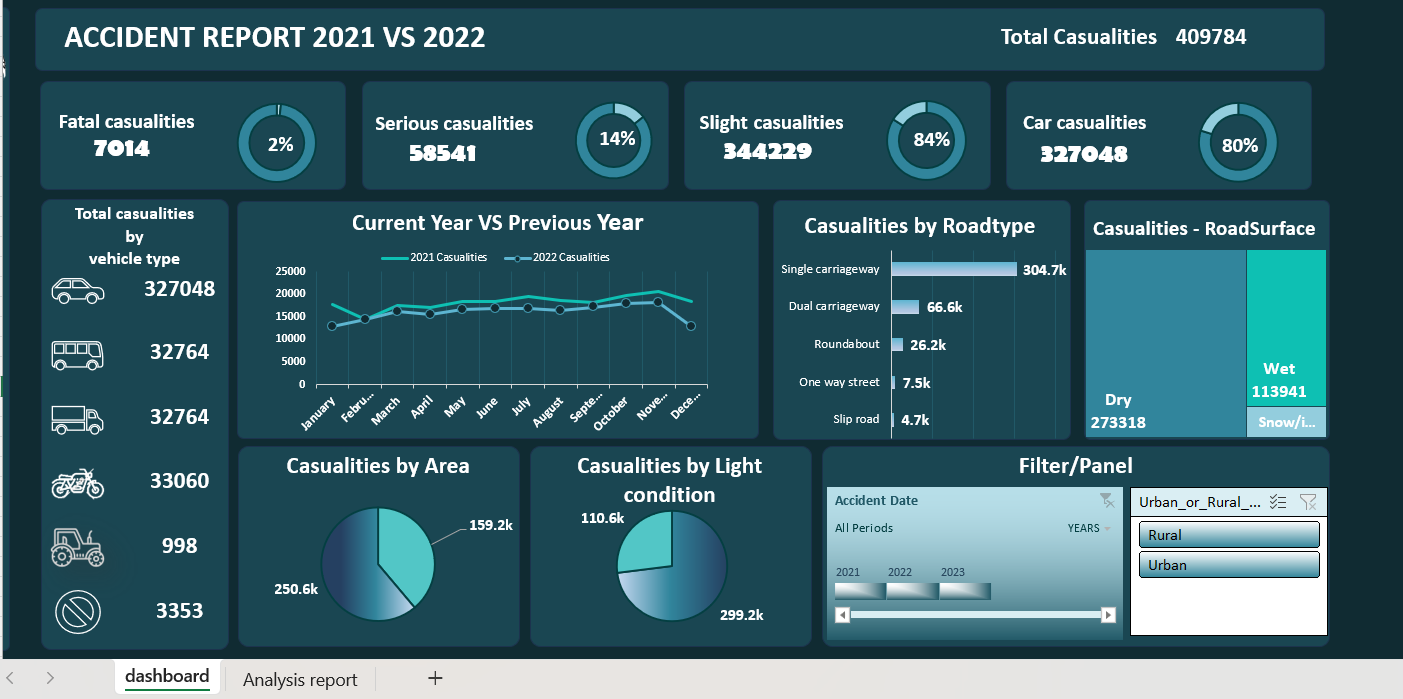 ACCIDENT REPORT 2021 VS 2022
Total Casualities 409784
Fatal casualities
7014
2%
Serious casualities
58541
14%
Slight casualities
344229
84%
Car casualities
327048
80%
Total casualities
by
vehicle type
327048
32764
32764
33060
998
3353
Current Year VS Previous Year
2021 Casualities
2022 Casualities
25000
20000
15000
10000
5000
0
January
Febru...
March
April
May
June
July
August
Septe...
October
Nove...
Dece...
Casualities by Roadtype
Single carriageway 304.7k
Dual carriageway 66.6k
Roundabout 26.2k
One way street 7.5k
Slip road 4.7k
Casualities - RoadSurface
Dry
273318
Wet
113941
Snow/i...
Casualities by Area
159.2k
250.6k
Casualities by Light
condition
110.6k
299.2k
Filter/Panel
Accident Date
All Periods
YEARS
2021 2022 2023
Urban_or_Rural_...
Rural
Urban
dashboard
Analysis report
+